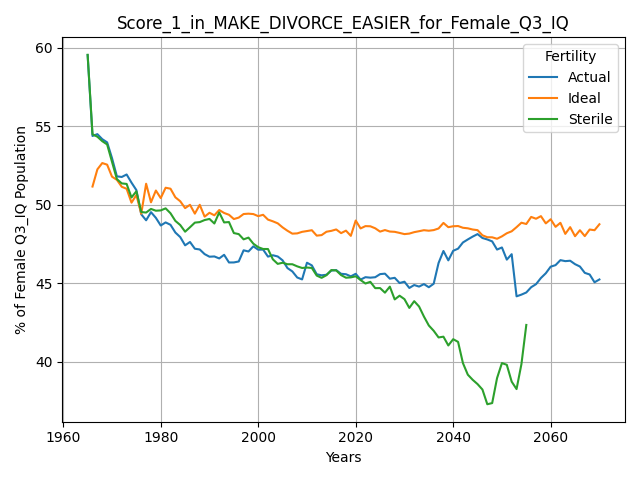 Score_1_in_MAKE_DIVORCE_EASIER_for_Female_Q3_IQ
% of Female Q3_IQ Population
60
55
50
45
40
Fertility
Actual
Ideal
Sterile
1960
1980
2000
2020
2040
2060
Years